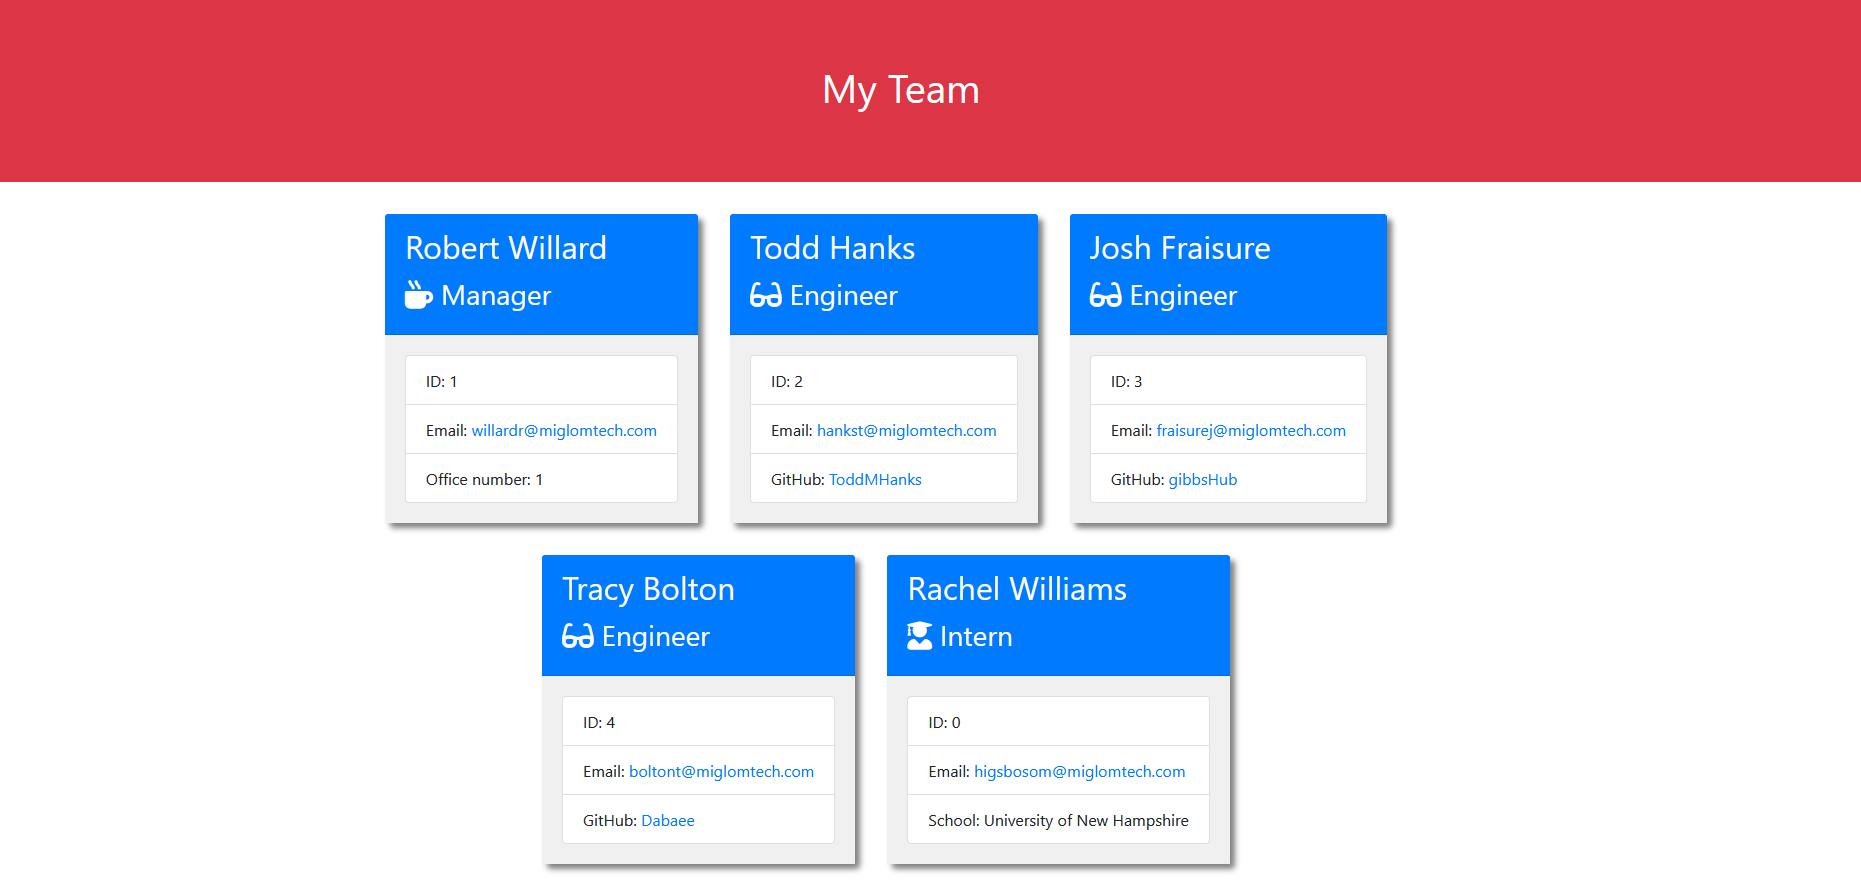 My Team
Robert Willard
Manager
ID: 1
Email: willardr@miglomtech.com
Office number: 1
Todd Hanks
Engineer
ID: 2
Email: hankst@miglomtech.com
GitHub: ToddMHanks
Josh Fraisure
Engineer
ID: 3
Email: fraisurej@miglomtech.com
GitHub: gibbsHub
Tracy Bolton
Engineer
ID: 4
Email: boltont@miglomtech.com
GitHub: Dabaee
Rachel Williams
Intern
ID: 0
Email: higsbosom@miglomtech.com
School: University of New Hampshire